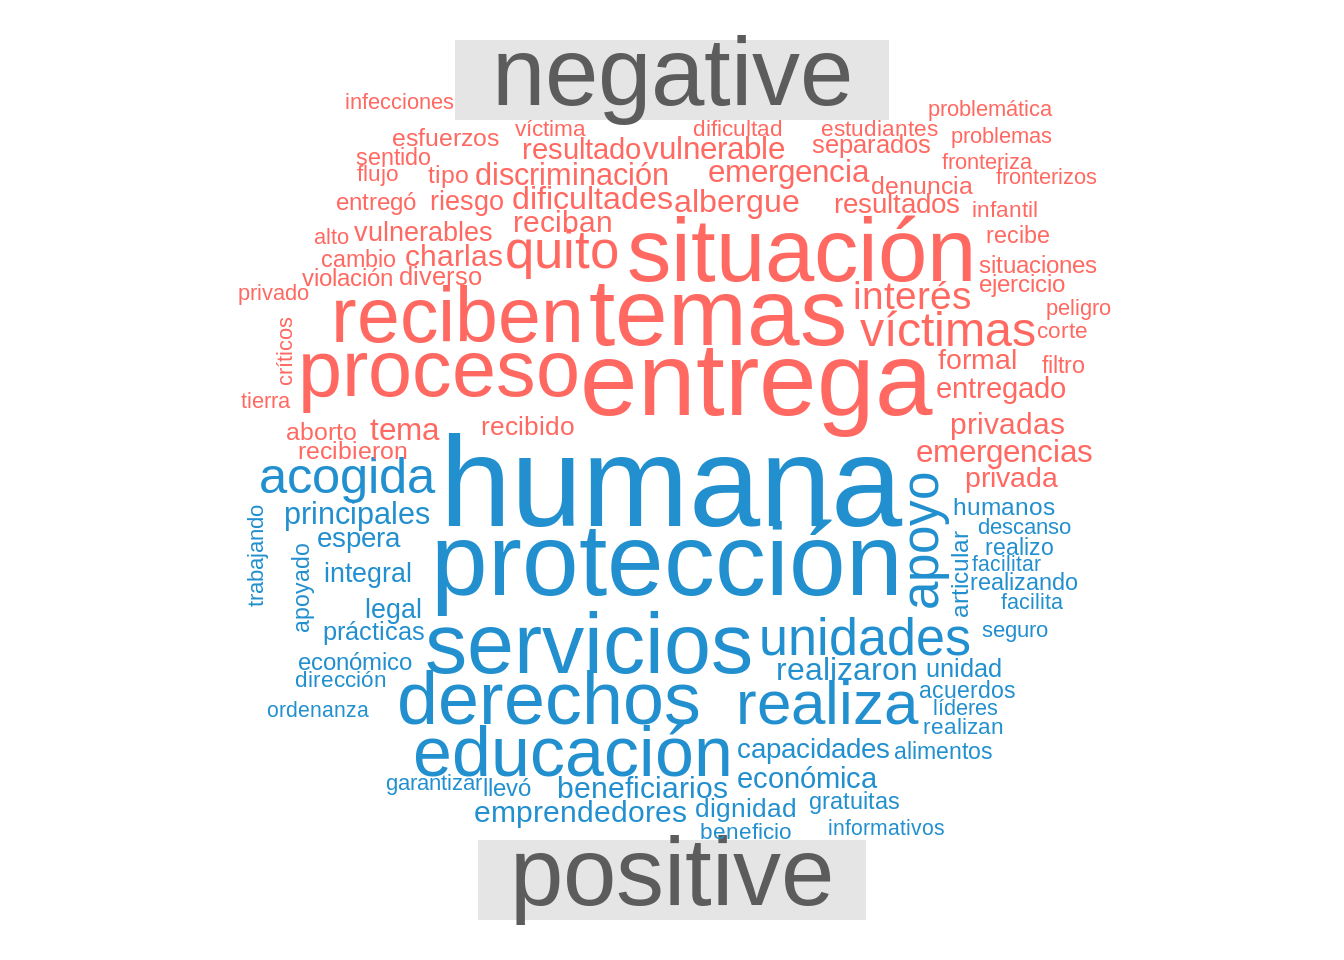 negative
infecciones
problemática
esfuerzos
víctima
dificultad
estudiantes
problemas
sentido
resultado
vulnerable
separados
fronteriza
flujo
tipo
discriminación
emergencia
denuncia
fronterizos
entregó
riesgo
dificultades
albergue
resultados
infantil
alto
vulnerables
reciban
situación
recibe
cambio
charlas
quito
situaciones
violación
diverso
temas
interés
ejercicio
privado
reciben
víctimas
peligro
corte
críticos
proceso
entrega
formal
filtro
tierra
entregado
aborto
tema
recibido
privadas
recibieron
emergencias
acogida
humana
privada
principales
apoyo
humanos
trabajando
espera
protección
descanso
apoyado
integral
articular
realizo
facilitar
realizando
legal
facilita
prácticas
servicios
unidades
seguro
económico
realizaron
unidad
dirección
derechos
realiza
acuerdos
ordenanza
líderes
realizan
educación
capacidades
alimentos
garantizar
llevó
beneficiarios
económica
emprendedores
dignidad
gratuitas
beneficio
informativos
positive